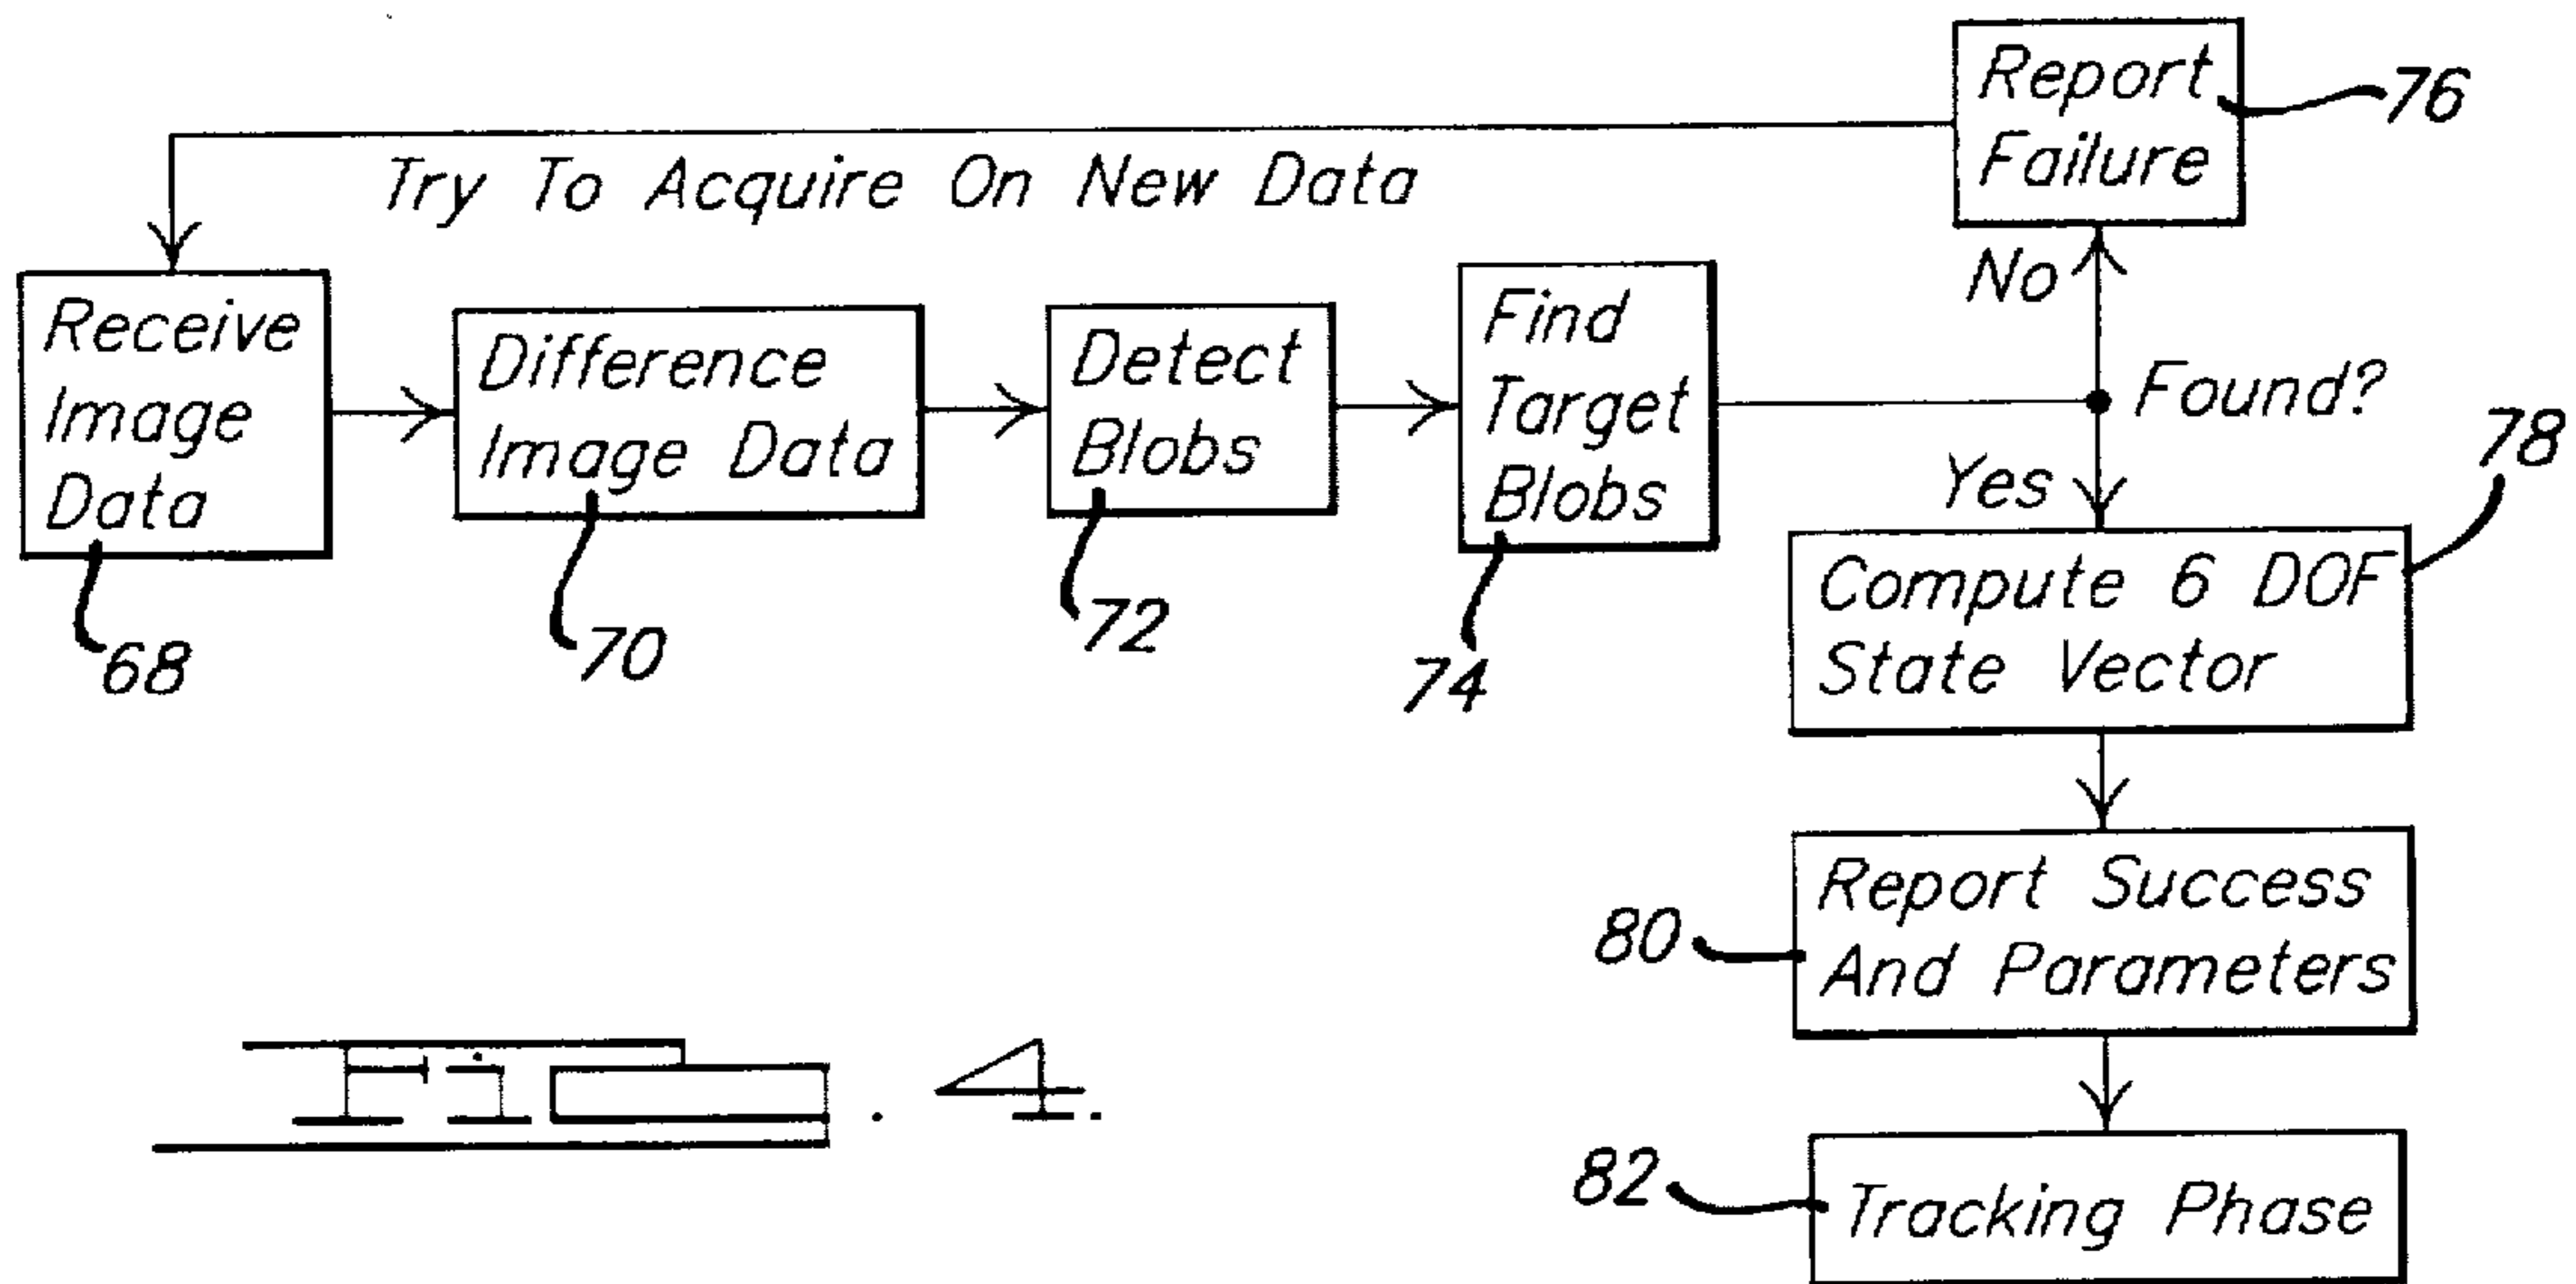 Report
Failure
76
Try To Acquire On New Data
No
Receive
Image
Data
68
Difference
Image Data
70
Detect
Blobs
72
Find
Target
Blobs
74
Found?
Yes
78
Compute 6 DOF
State Vector
Report Success
And Parameters
80
Tracking Phase
82
Fig. 4.